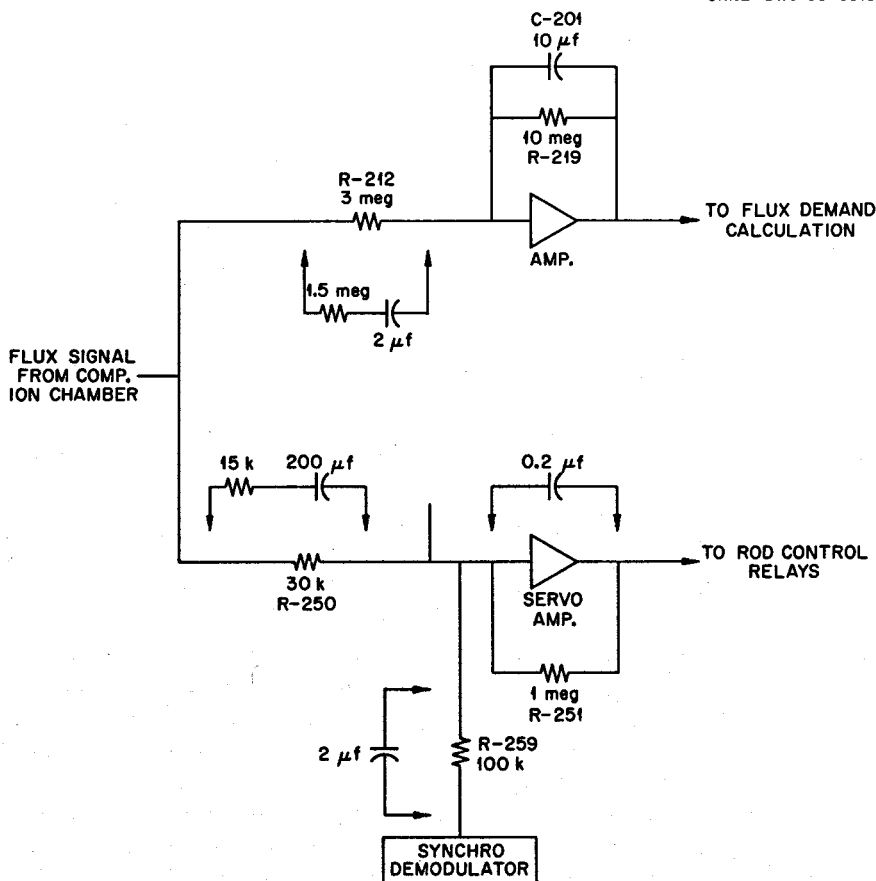 C-201
10 μf
10 meg
R-219
R-212
3 meg
AMP.
TO FLUX DEMAND
CALCULATION
1.5 meg
2 μf
FLUX SIGNAL
FROM COMP.
ION CHAMBER
15 k
200 μf
0.2 μf
30 k
R-250
SERVO
AMP.
TO ROD CONTROL
RELAYS
1 meg
R-251
2 μf
R-259
100 k
SYNCHRO
DEMODULATOR